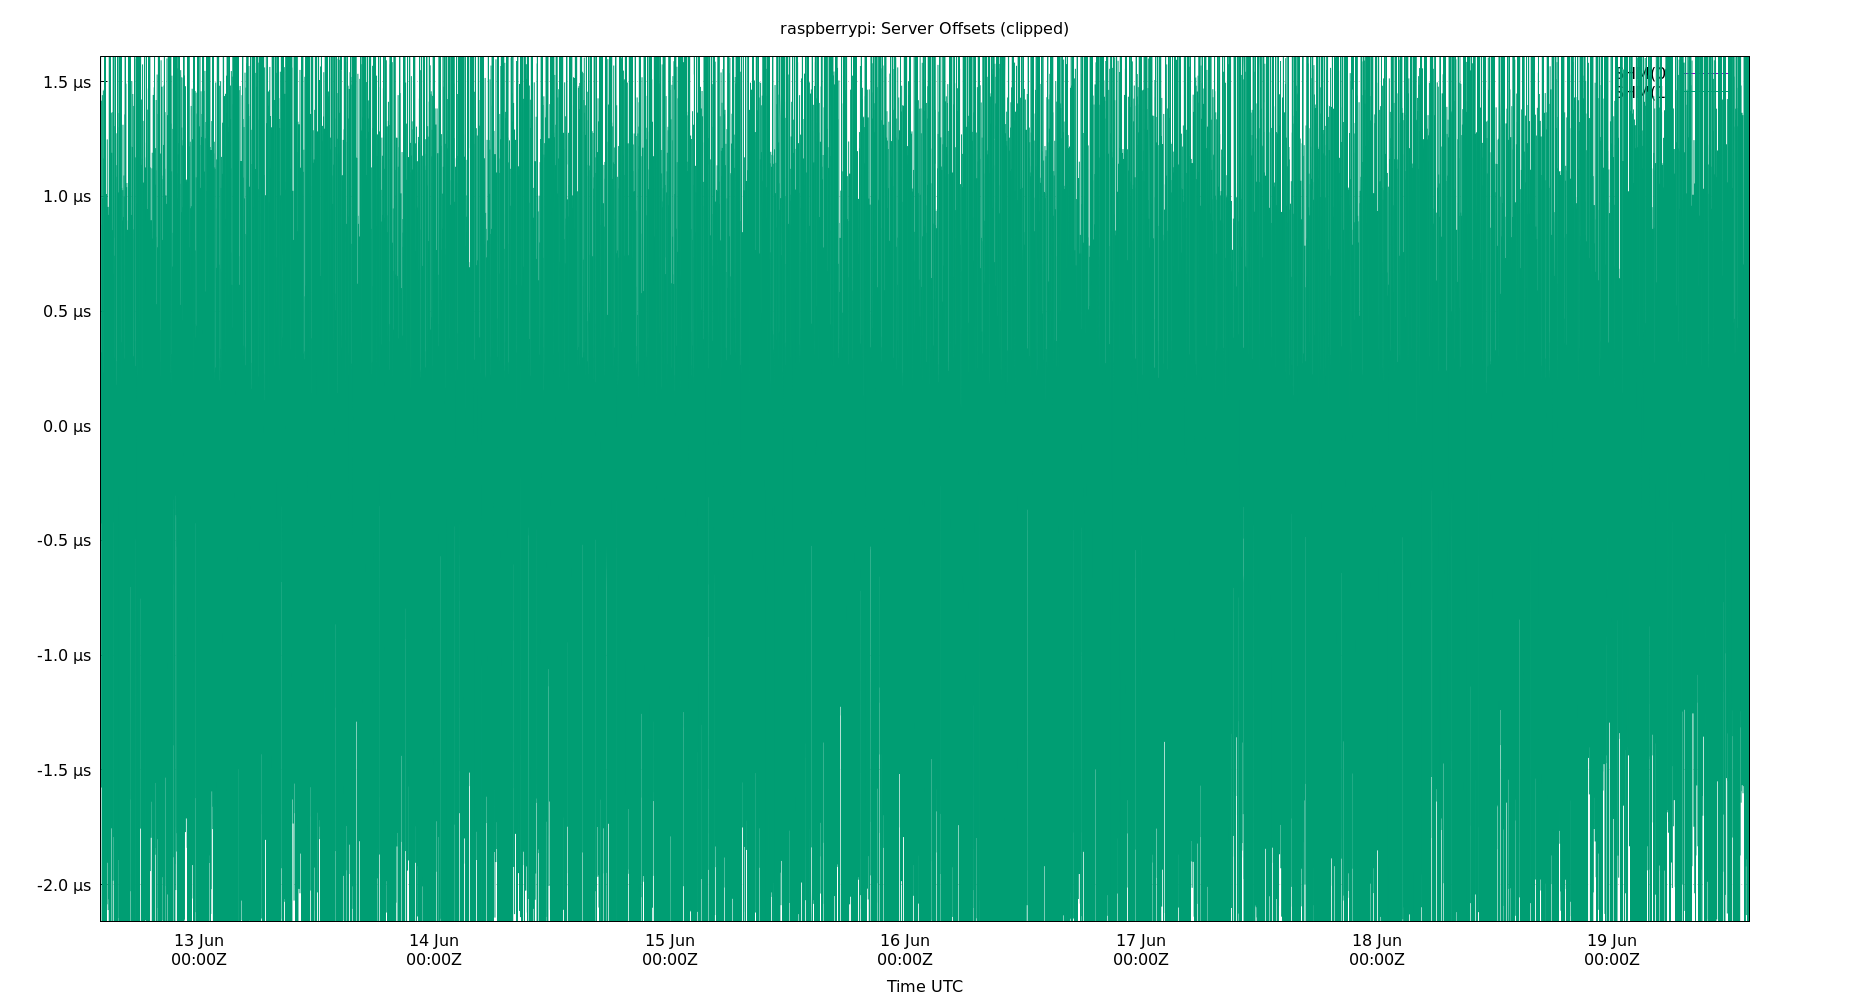 raspberrypi: Server Offsets (clipped)
1.5 µs
1.0 µs
0.5 µs
0.0 µs
-0.5 µs
-1.0 µs
-1.5 µs
-2.0 µs
13 Jun 14 Jun 15 Jun 16 Jun 17 Jun 18 Jun 19 Jun
00:00Z 00:00Z 00:00Z 00:00Z 00:00Z 00:00Z 00:00Z
Time UTC